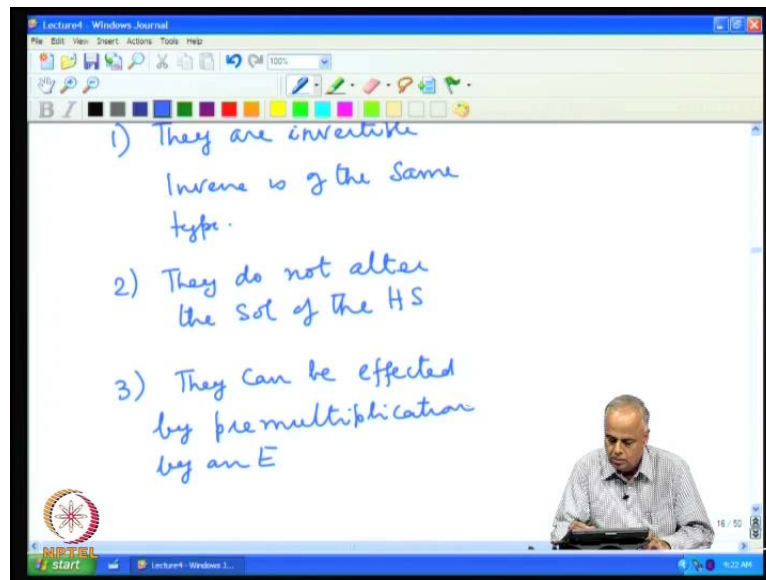 Lecture4 - Windows Journal
File Edit View Insert Actions Tools Help
100%
B I
1) They are invertible
Inverse is of the Same
type.
2) They do not alter
the Sol of the HS
3) They can be effected
by premultiplication
by an E
16 / 50
NPTEL
start
Lecture4 - Windows J...
4:22 AM